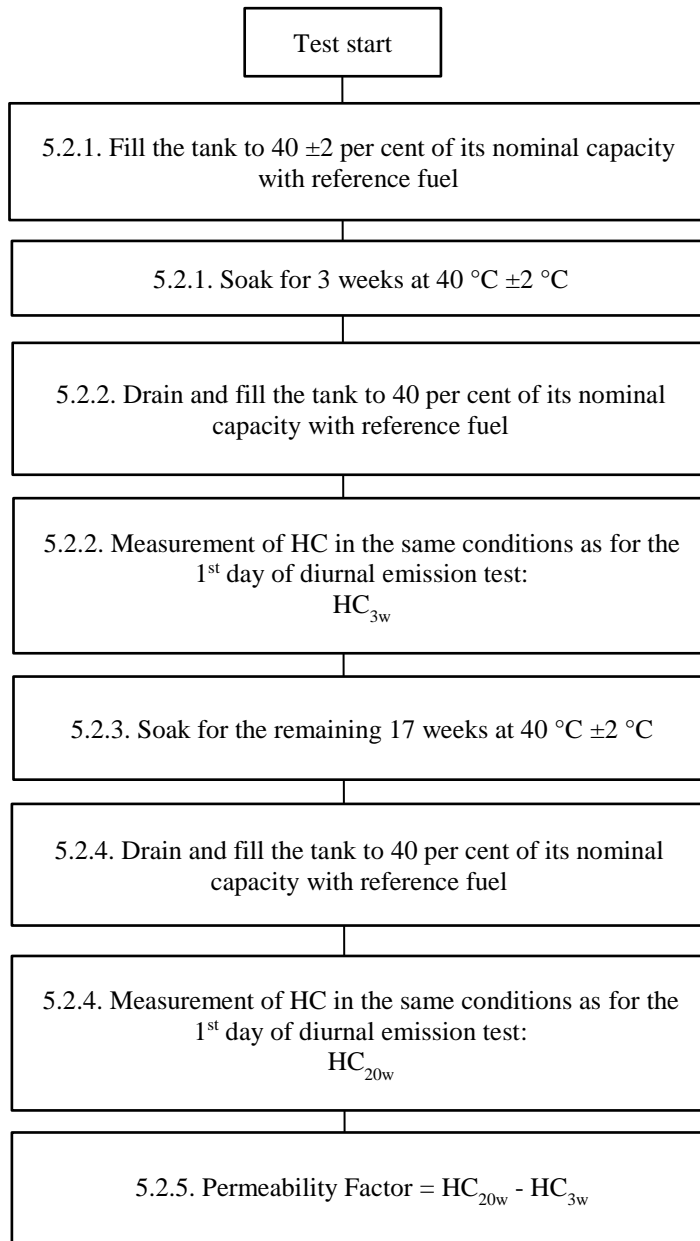 Test start
5.2.1. Fill the tank to 40 ±2 per cent of its nominal capacity
with reference fuel
5.2.1. Soak for 3 weeks at 40 °C ±2 °C
5.2.2. Drain and fill the tank to 40 per cent of its nominal
capacity with reference fuel
5.2.2. Measurement of HC in the same conditions as for the
1st day of diurnal emission test:
HC3w
5.2.3. Soak for the remaining 17 weeks at 40 °C ±2 °C
5.2.4. Drain and fill the tank to 40 per cent of its nominal
capacity with reference fuel
5.2.4. Measurement of HC in the same conditions as for the
1st day of diurnal emission test:
HC20w
5.2.5. Permeability Factor = HC20w - HC3w